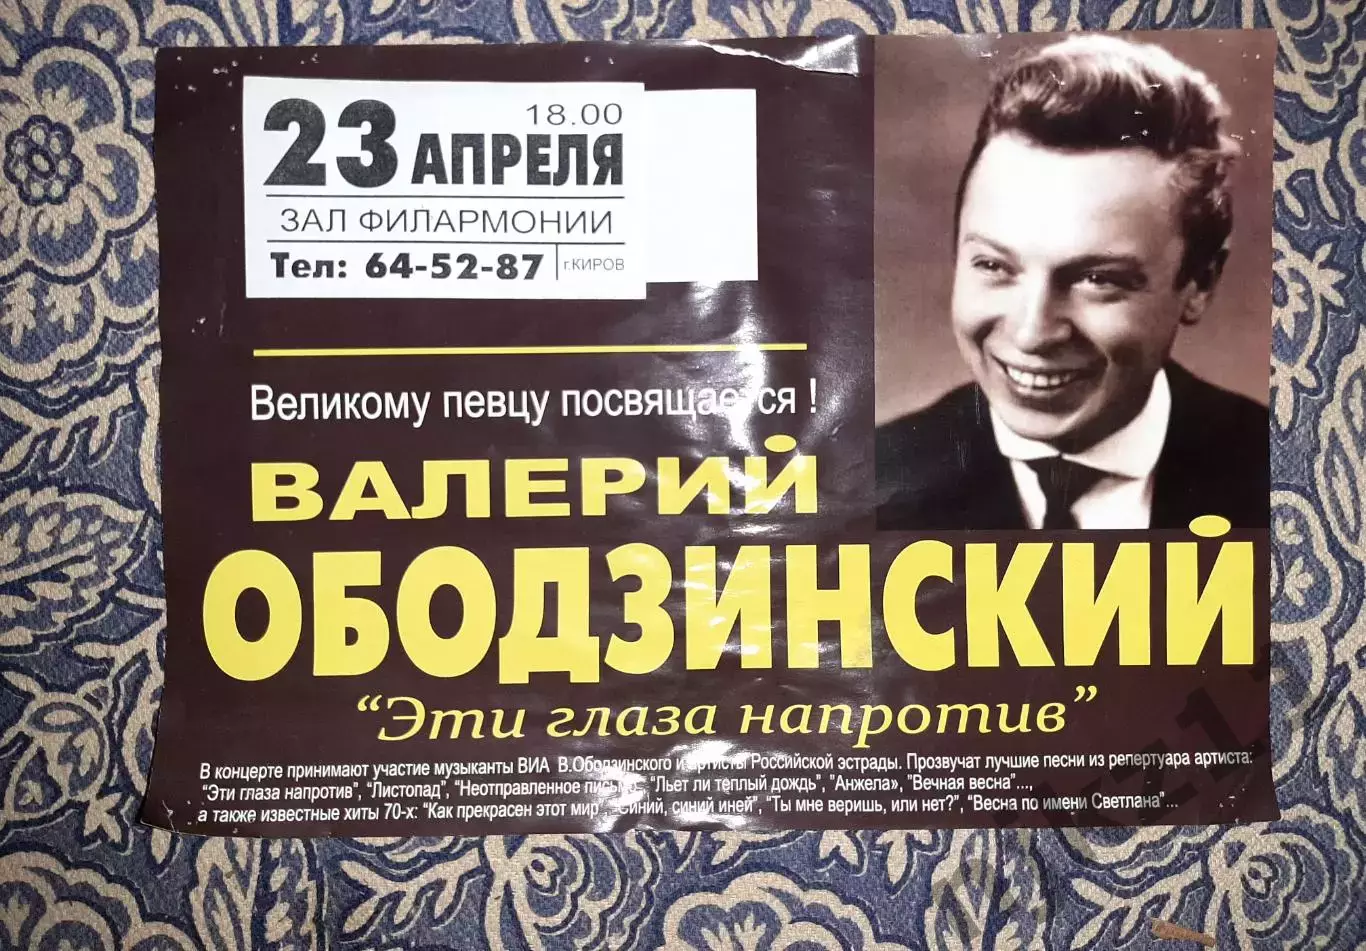 18.00
23 АПРЕЛЯ
ЗАЛ ФИЛАРМОНИИ
Тел: 64-52-87 г.КИРОВ
Великому певцу посвящается !
ВАЛЕРИЙ
ОБОДЗИНСКИЙ
“Эти глаза напротив”
В концерте принимают участие музыканты ВИА В.Ободзинского и артисты Российской эстрады. Прозвучат лучшие песни из репертуара артиста:
“Эти глаза напротив”, “Листопад”, “Неотправленное письмо”, “Льет ли теплый дождь”, “Анжела», »Вечная весна”...,
а также известные хиты 70-х: “Как прекрасен этот мир”, “Синий, синий иней”, “Ты мне веришь, или нет?”, “Весна по имени Светлана”...